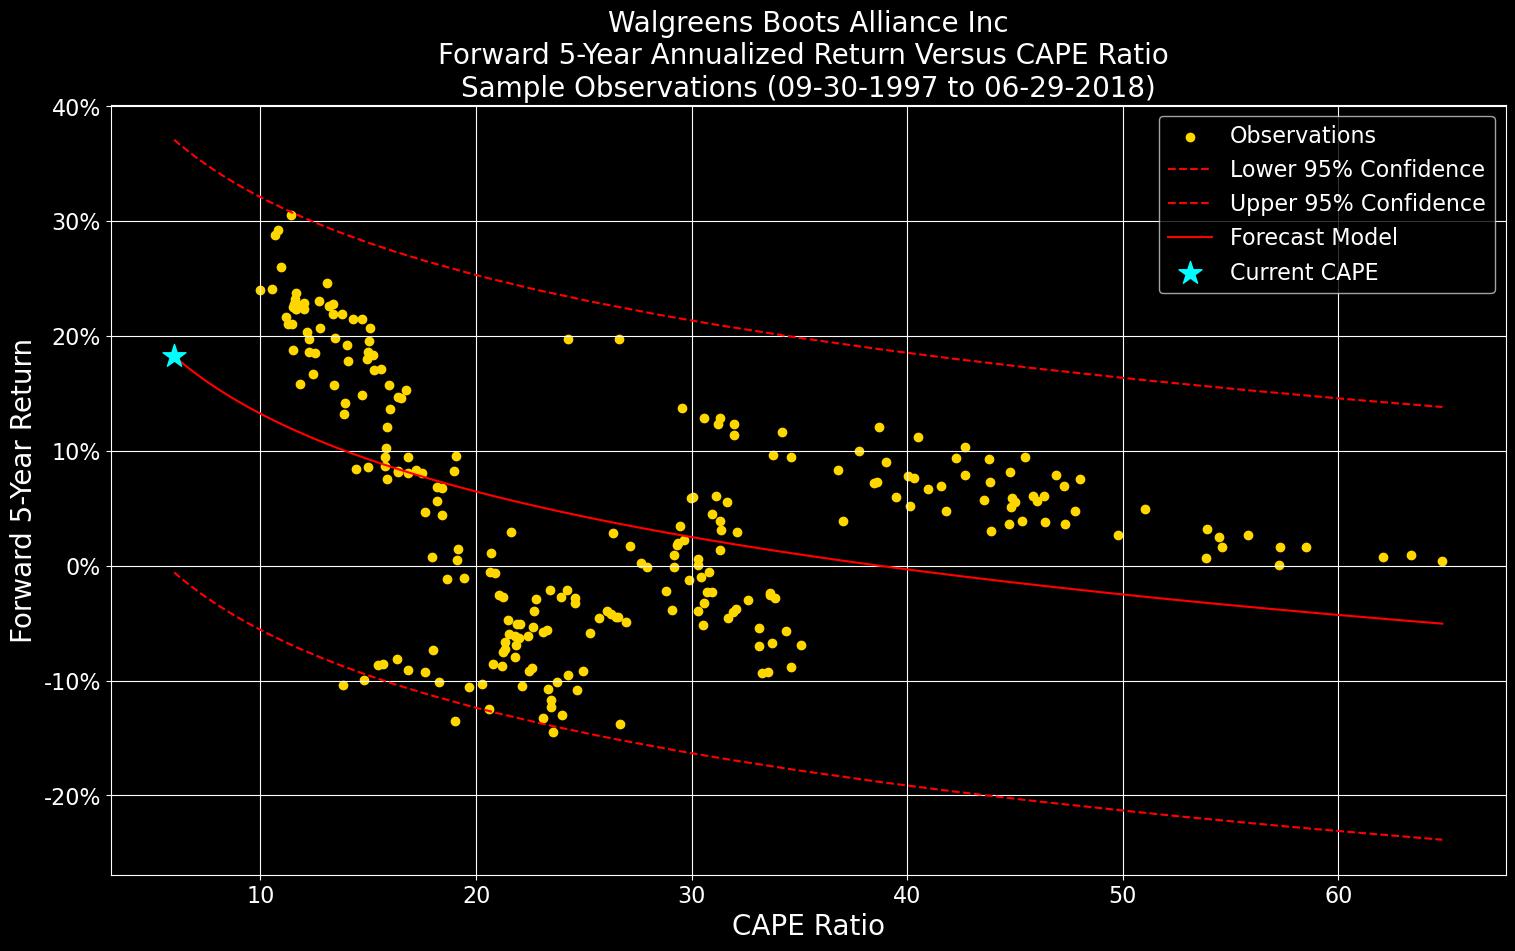 Walgreens Boots Alliance Inc
Forward 5-Year Annualized Return Versus CAPE Ratio
Sample Observations (09-30-1997 to 06-29-2018)
Observations
Lower 95% Confidence
Upper 95% Confidence
Forecast Model
Current CAPE
Forward 5-Year Return
40%
30%
20%
10%
0%
-10%
-20%
10 20 30 40 50 60
CAPE Ratio